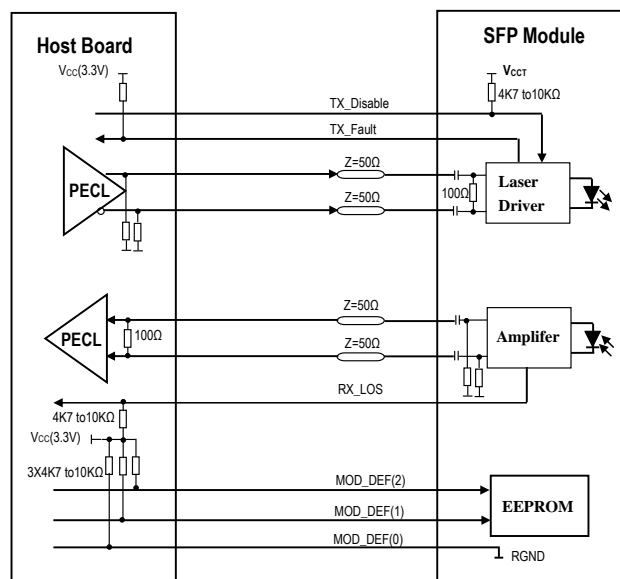 Host Board
SFP Module
VCC(3.3V)
VCCT
4K7 to10KΩ
TX_Disable
TX_Fault
Z=50Ω
PECL
100Ω
Laser
Driver
Z=50Ω
Z=50Ω
PECL
100Ω
Amplifer
Z=50Ω
RX_LOS
4K7 to10KΩ
VCC(3.3V)
3X4K7 to10KΩ
MOD_DEF(2)
EEPROM
MOD_DEF(1)
MOD_DEF(0)
RGND